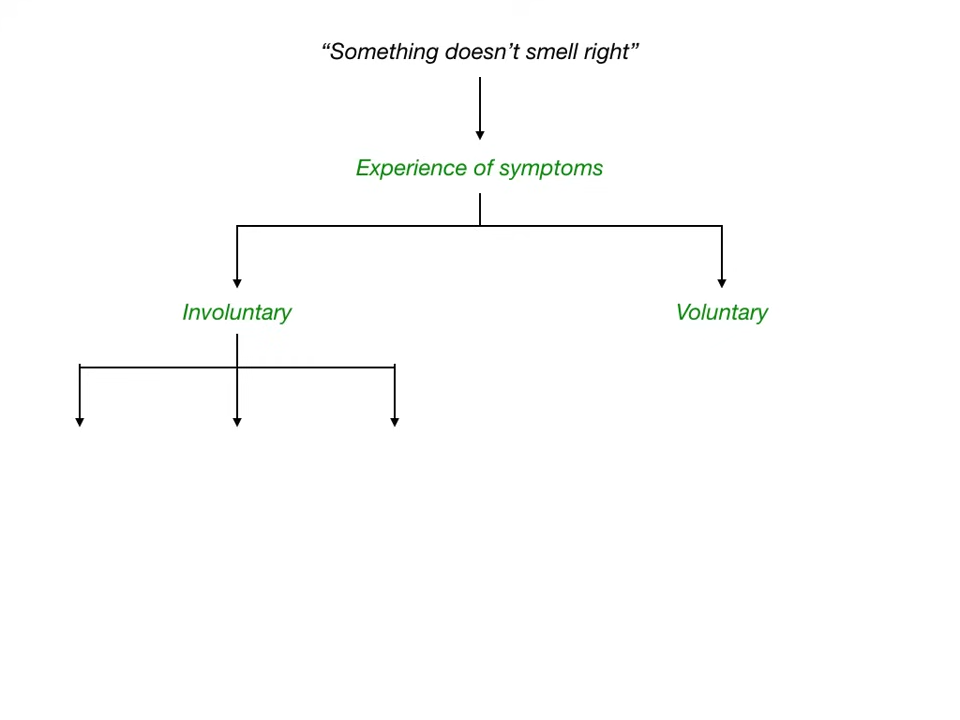 “Something doesn’t smell right”
Experience of symptoms
Involuntary
Voluntary